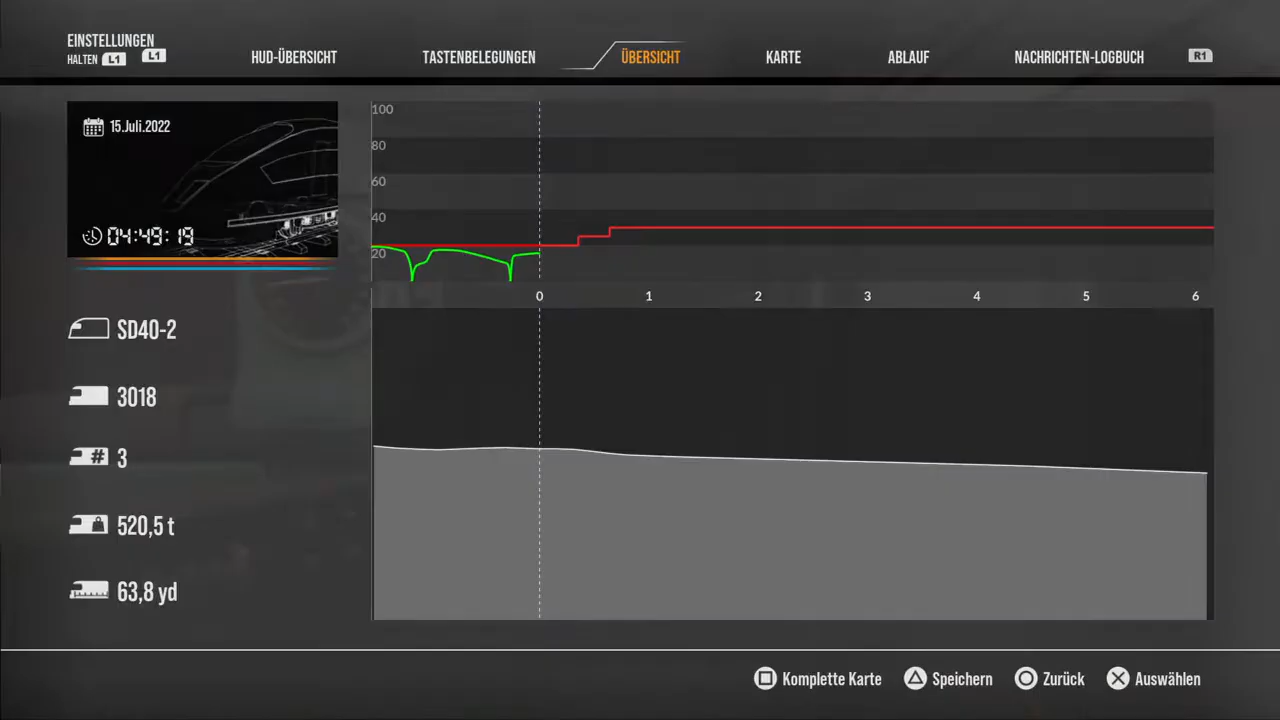 EINSTELLUNGEN
HALTEN L1 L1
HUD-ÜBERSICHT
TASTENBELEGUNGEN
ÜBERSICHT
KARTE
ABLAUF
NACHRICHTEN-LOGBUCH
R1
15.Juli.2022
04:49:19
SD40-2
3018
# 3
520,5 t
63,8 yd
100
80
60
40
20
0 1 2 3 4 5 6
Komplette Karte
Speichern
Zurück
Auswählen